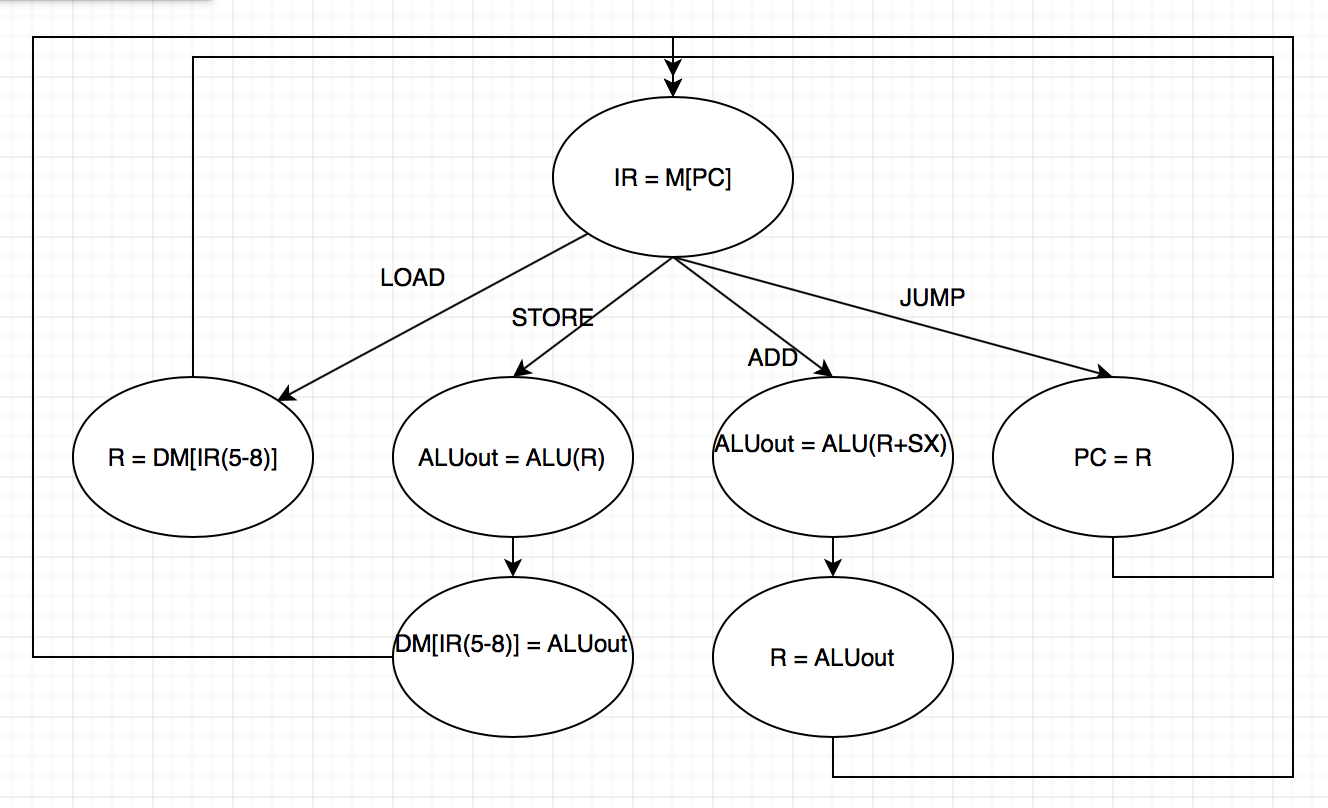 IR = M[PC]
LOAD
JUMP
STORE
ADD
R = DM[IR(5-8)]
ALUout = ALU(R)
ALUout = ALU(R+SX)
PC = R
DM[IR(5-8)] = ALUout
R = ALUout